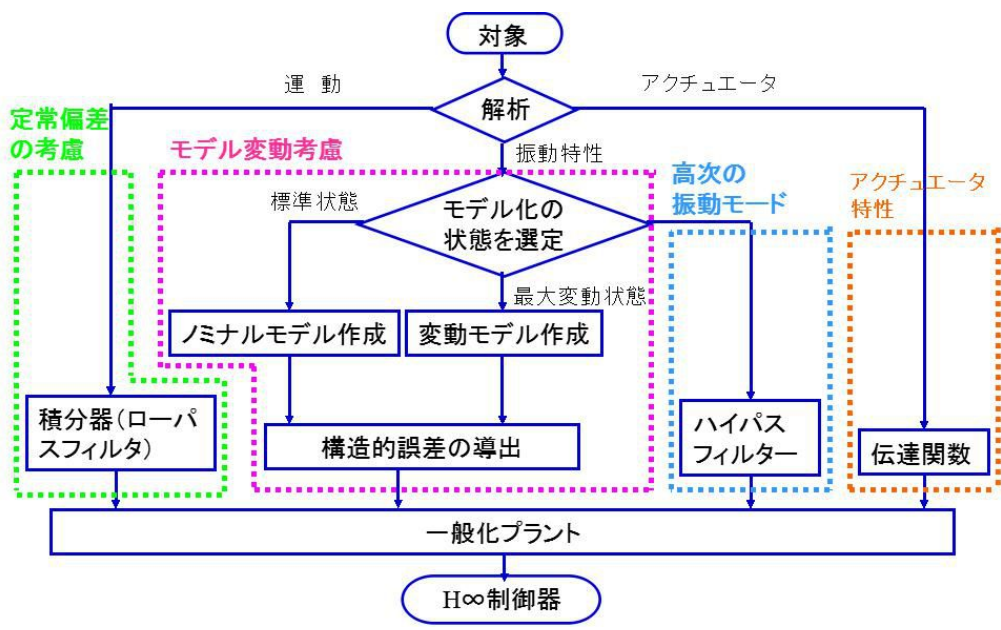 対象
運 動
アクチュエータ
解析
定常偏差
の考慮
モデル変動考慮
振動特性
高次の
振動モード
アクチュエータ
特性
標準状態
モデル化の
状態を選定
最大変動状態
ノミナルモデル作成
変動モデル作成
積分器(ローパ
スフィルタ)
構造的誤差の導出
ハイパス
フィルター
伝達関数
一般化プラント
H∞制御器